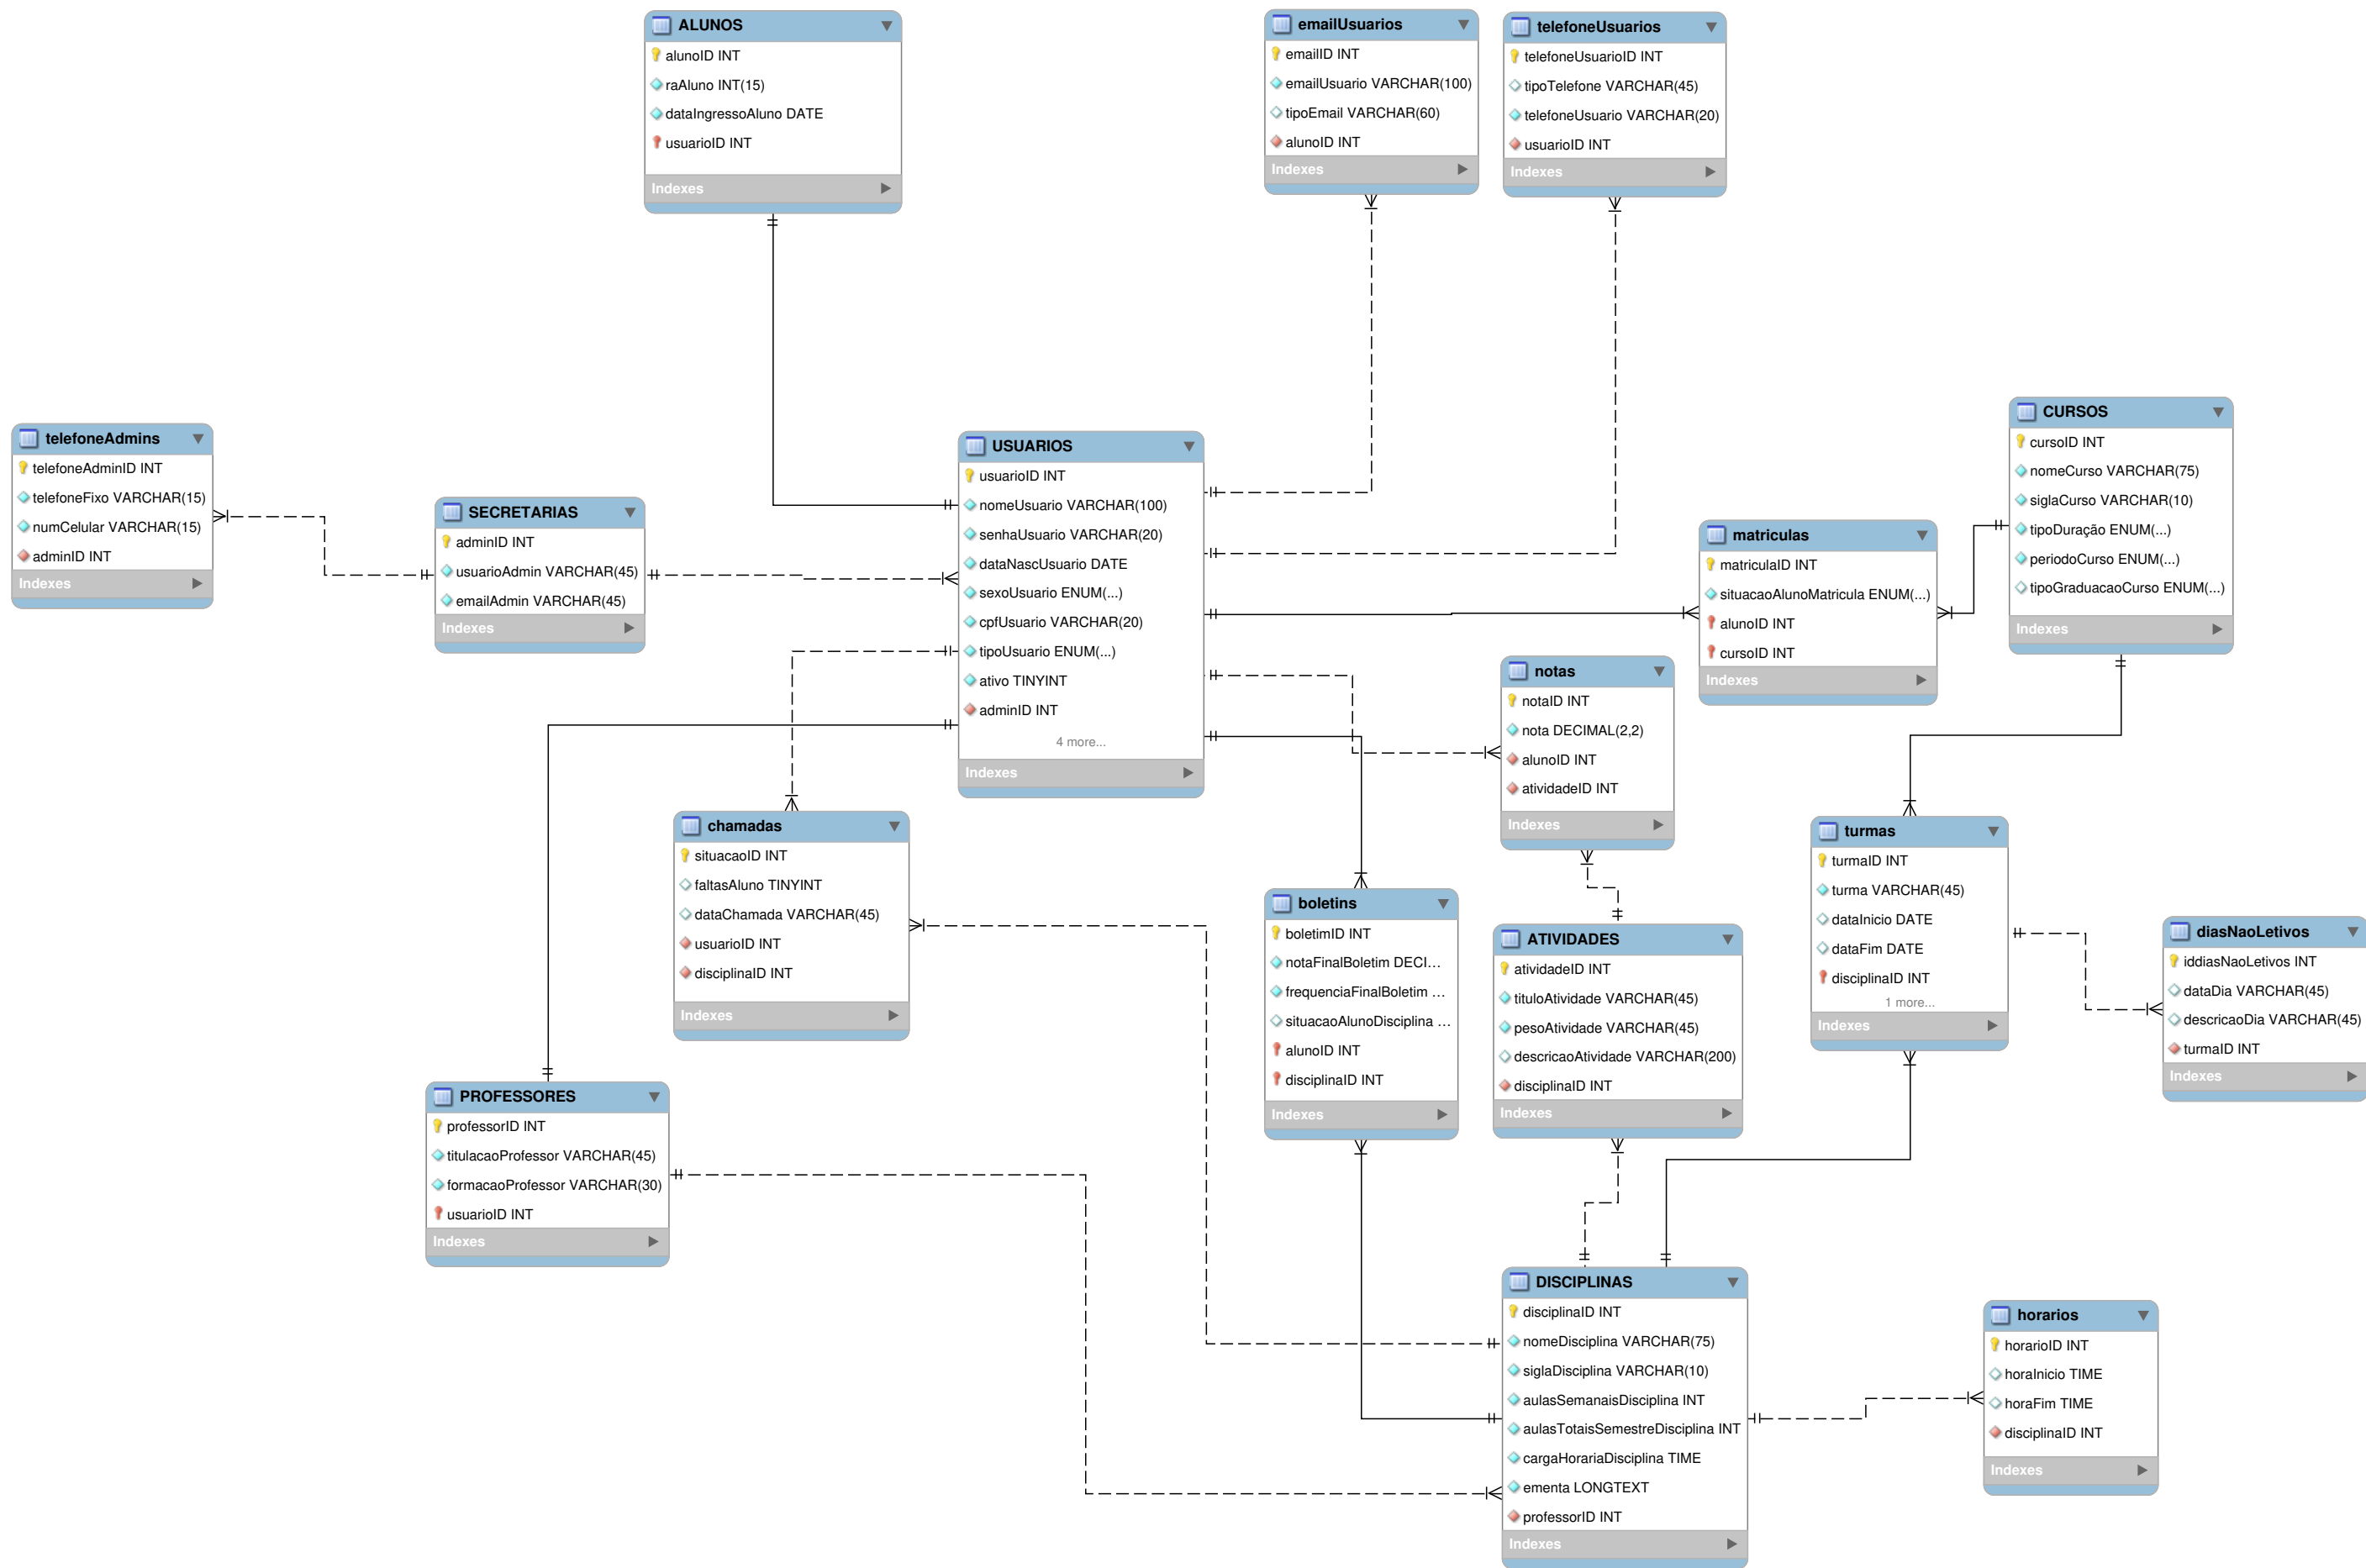 ALUNOS
alunoID INT
raAluno INT(15)
dataIngressoAluno DATE
usuarioID INT
Indexes
emailUsuarios
emailID INT
emailUsuario VARCHAR(100)
tipoEmail VARCHAR(60)
alunoID INT
Indexes
telefoneUsuarios
telefoneUsuarioID INT
tipoTelefone VARCHAR(45)
telefoneUsuario VARCHAR(20)
usuarioID INT
Indexes
telefoneAdmins
telefoneAdminID INT
telefoneFixo VARCHAR(15)
numCelular VARCHAR(15)
adminID INT
Indexes
SECRETARIAS
adminID INT
usuarioAdmin VARCHAR(45)
emailAdmin VARCHAR(45)
Indexes
USUARIOS
usuarioID INT
nomeUsuario VARCHAR(100)
senhaUsuario VARCHAR(20)
dataNascUsuario DATE
sexoUsuario ENUM(...)
cpfUsuario VARCHAR(20)
tipoUsuario ENUM(...)
ativo TINYINT
adminID INT
4 more...
Indexes
CURSOS
cursoID INT
nomeCurso VARCHAR(75)
siglaCurso VARCHAR(10)
tipoDuração ENUM(...)
periodoCurso ENUM(...)
tipoGraduacaoCurso ENUM(...)
Indexes
matriculas
matriculaID INT
situacaoAlunoMatricula ENUM(...)
alunoID INT
cursoID INT
Indexes
notas
notaID INT
nota DECIMAL(2,2)
alunoID INT
atividadeID INT
Indexes
chamadas
situacaoID INT
faltasAluno TINYINT
dataChamada VARCHAR(45)
usuarioID INT
disciplinaID INT
Indexes
boletins
boletimID INT
notaFinalBoletim DECI...
frequenciaFinalBoletim ...
situacaoAlunoDisciplina ...
alunoID INT
disciplinaID INT
Indexes
ATIVIDADES
atividadeID INT
tituloAtividade VARCHAR(45)
pesoAtividade VARCHAR(45)
descricaoAtividade VARCHAR(200)
disciplinaID INT
Indexes
turmas
turmaID INT
turma VARCHAR(45)
dataInicio DATE
dataFim DATE
disciplinaID INT
1 more...
Indexes
diasNaoLetivos
iddiasNaoLetivos INT
dataDia VARCHAR(45)
descricaoDia VARCHAR(45)
turmaID INT
Indexes
PROFESSORES
professorID INT
titulacaoProfessor VARCHAR(45)
formacaoProfessor VARCHAR(30)
usuarioID INT
Indexes
DISCIPLINAS
disciplinaID INT
nomeDisciplina VARCHAR(75)
siglaDisciplina VARCHAR(10)
aulasSemanaisDisciplina INT
aulasTotaisSemestreDisciplina INT
cargaHorariaDisciplina TIME
ementa LONGTEXT
professorID INT
Indexes
horarios
horarioID INT
horaInicio TIME
horaFim TIME
disciplinaID INT
Indexes